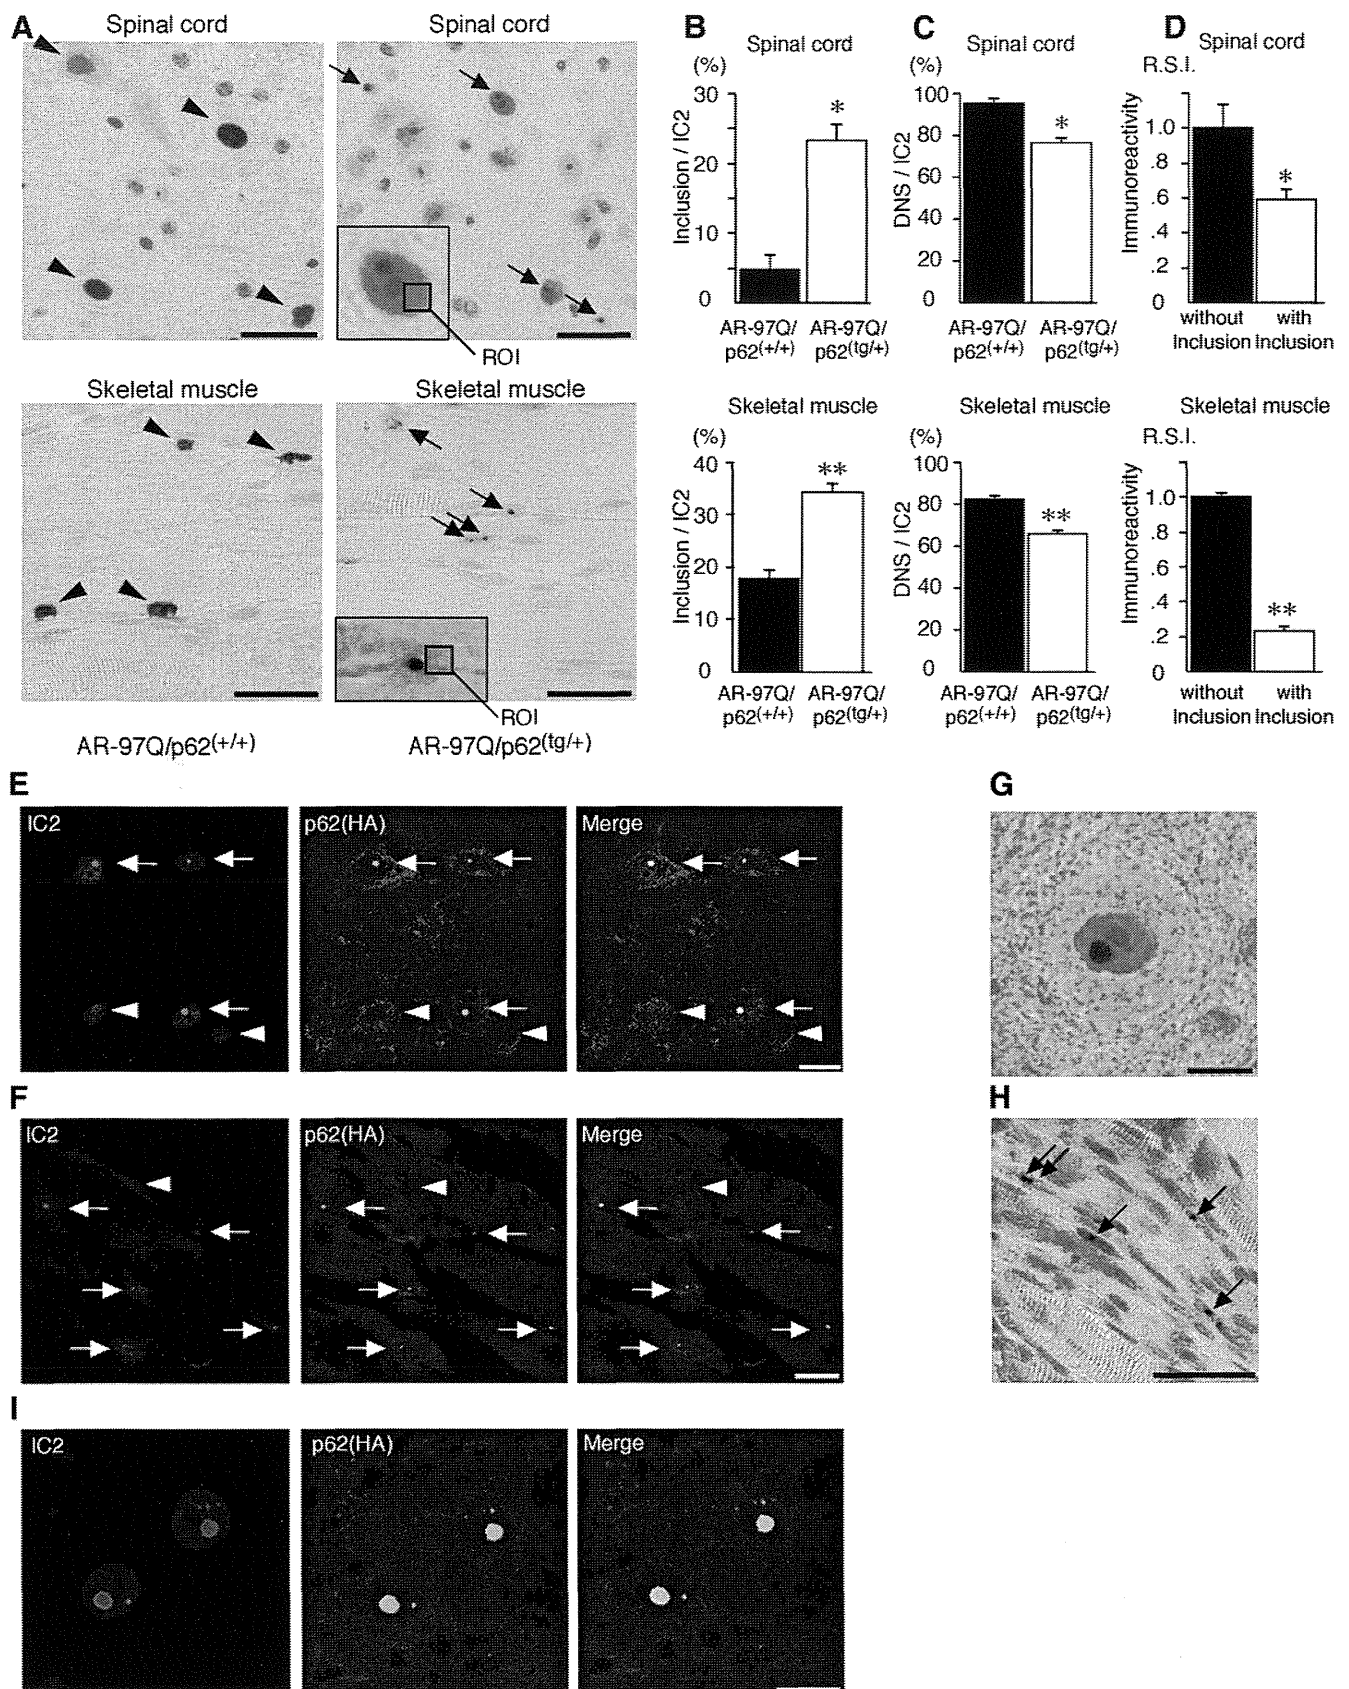 A
Spinal cord
Spinal cord
ROI
Skeletal muscle
Skeletal muscle
ROI
AR-97Q/p62(+/+)
AR-97Q/p62(tg/+)
B
Spinal cord
(%)
Inclusion / IC2
30
20
10
0
AR-97Q/
p62(+/+)
AR-97Q/
p62(tg/+)
*
Skeletal muscle
(%)
Inclusion / IC2
40
30
20
10
0
**
AR-97Q/
p62(+/+)
AR-97Q/
p62(tg/+)
C
Spinal cord
(%)
DNS / IC2
100
80
60
40
20
0
*
AR-97Q/
p62(+/+)
AR-97Q/
p62(tg/+)
Skeletal muscle
(%)
DNS / IC2
100
80
60
40
20
0
**
AR-97Q/
p62(+/+)
AR-97Q/
p62(tg/+)
D
Spinal cord
R.S.I.
Immunoreactivity
1.0
.8
.6
.4
.2
0
*
without
Inclusion
with
Inclusion
Skeletal muscle
R.S.I.
Immunoreactivity
1.0
.8
.6
.4
.2
0
**
without
Inclusion
with
Inclusion
E
IC2
p62(HA)
Merge
F
IC2
p62(HA)
Merge
G
H
I
IC2
p62(HA)
Merge